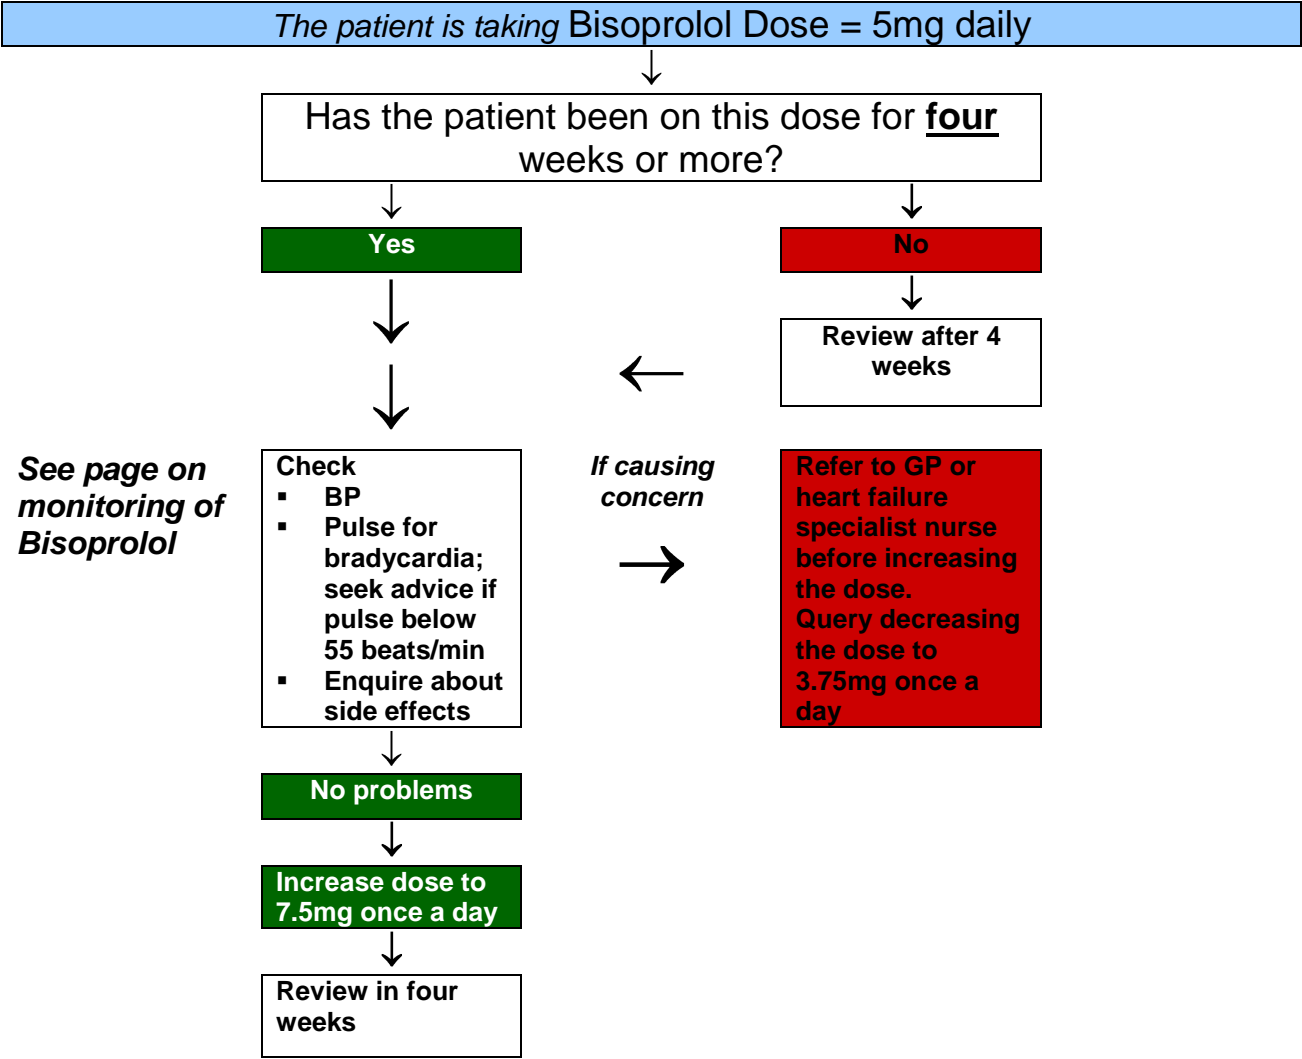 The patient is taking Bisoprolol Dose = 5mg daily
↓
Has the patient been on this dose for four
weeks or more?
↓ ↓
Yes
No
↓ ↓
Review after 4
weeks
↓ ←
See page on
monitoring of
Bisoprolol
Check
▪ BP
▪ Pulse for
bradycardia;
seek advice if
pulse below
55 beats/min
▪ Enquire about
side effects
If causing
concern
→
Refer to GP or
heart failure
specialist nurse
before increasing
the dose.
Query decreasing
the dose to
3.75mg once a
day
↓
No problems
↓
Increase dose to
7.5mg once a day
↓
Review in four
weeks